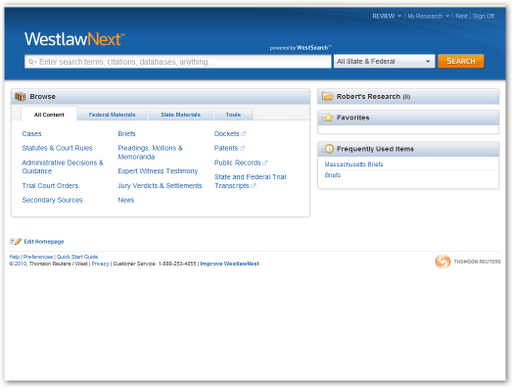 REVIEW | My Research | Next | Sign Off
WestlawNext™
powered by WestSearch™
Enter search terms, citations, databases, anything...
All State & Federal
SEARCH
Browse
All Content Federal Materials State Materials Tools
Cases
Statutes & Court Rules
Administrative Decisions &
Guidance
Trial Court Orders
Secondary Sources
Briefs
Pleadings, Motions &
Memoranda
Expert Witness Testimony
Jury Verdicts & Settlements
News
Dockets
Patents
Public Records
State and Federal Trial
Transcripts
Robert's Research (0)
Favorites
Frequently Used Items
Massachusetts Briefs
Briefs
Edit Homepage
Help | Preferences | Quick Start Guide
© 2010, Thomson Reuters / West | Privacy | Customer Service: 1-888-253-4055 | Improve WestlawNext
THOMSON REUTERS